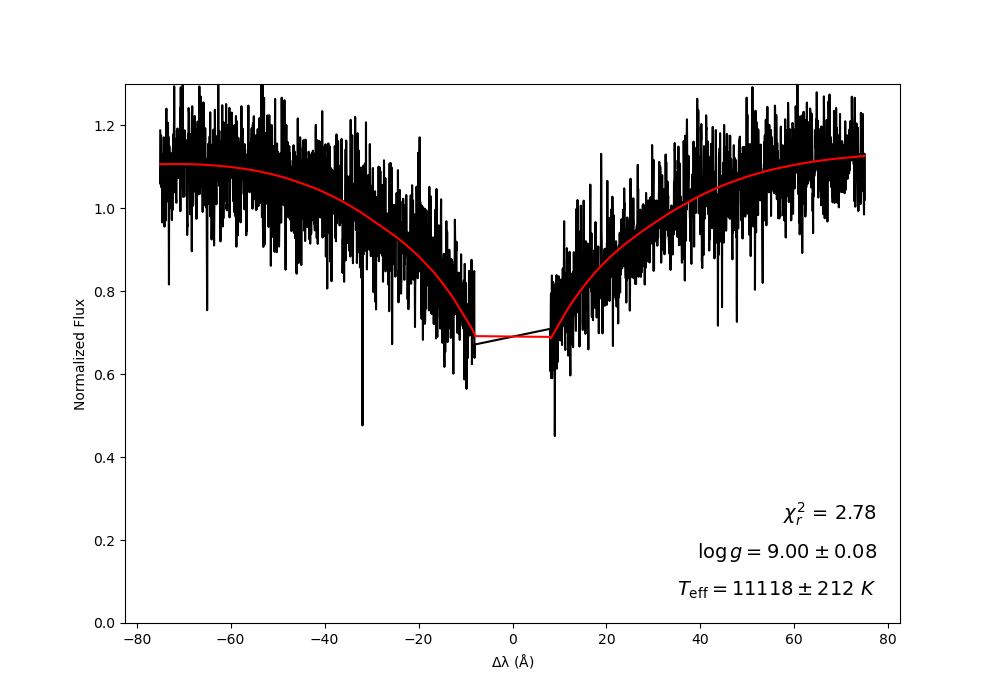 1.2
1.0
0.8
0.6
0.4
0.2
0.0
Normalized Flux
χ²ᵣ = 2.78
log g = 9.00 ± 0.08
T_eff = 11118 ± 212 K
−80 −60 −40 −20 0 20 40 60 80
Δλ (Å)